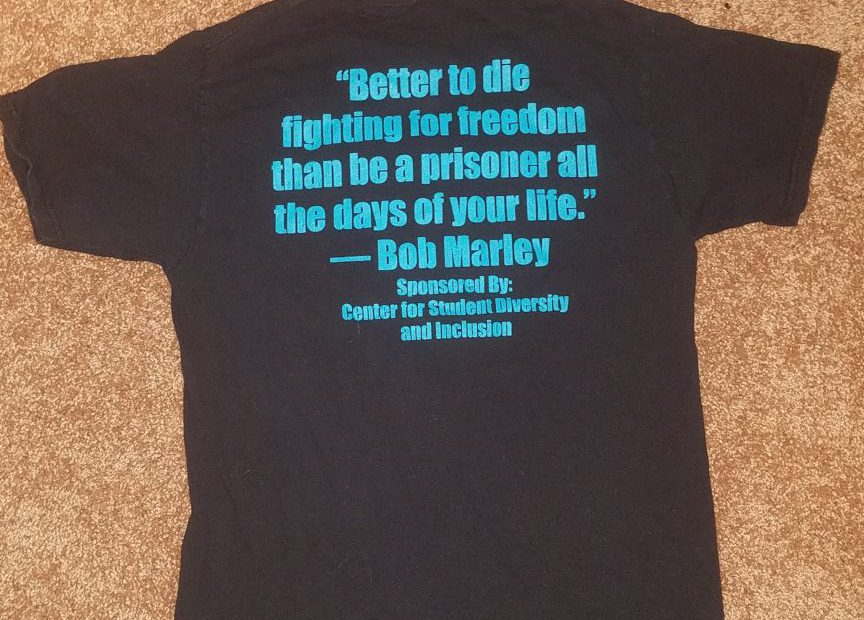 “Better to die
fighting for freedom
than be a prisoner all
the days of your life.”
— Bob Marley
Sponsored By:
Center for Student Diversity
and Inclusion